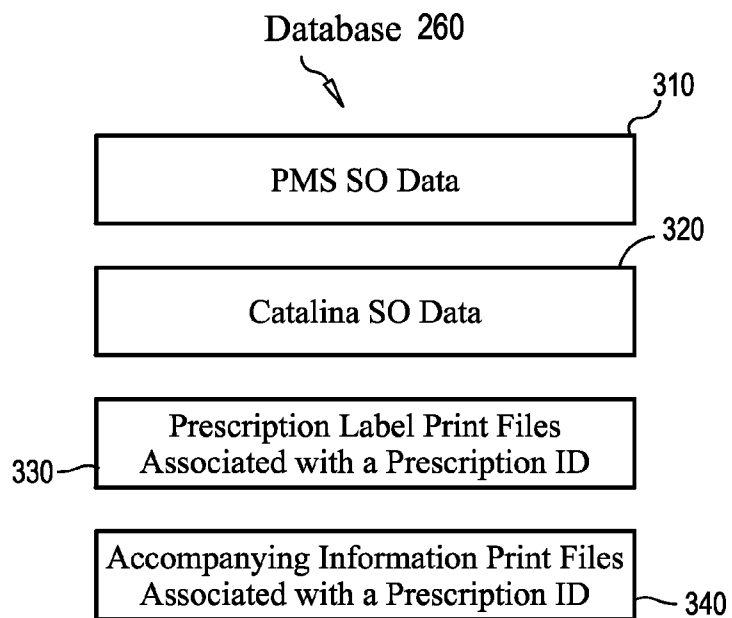 Database 260
310
PMS SO Data
320
Catalina SO Data
Prescription Label Print Files
Associated with a Prescription ID
330
Accompanying Information Print Files
Associated with a Prescription ID
340